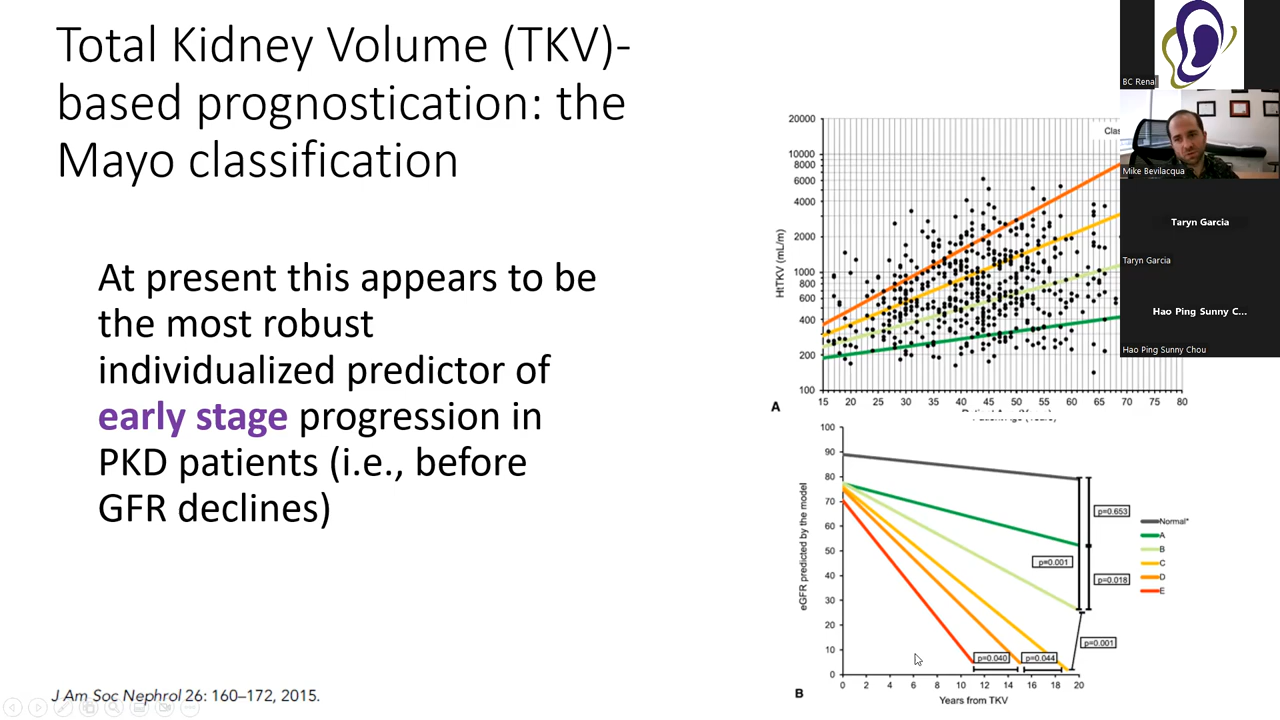 Total Kidney Volume (TKV)-
based prognostication: the
Mayo classification
At present this appears to be
the most robust
individualized predictor of
early stage progression in
PKD patients (i.e., before
GFR declines)
J Am Soc Nephrol 26: 160–172, 2015.
20000
10000
8000
6000
4000
2000
1000
800
600
400
200
100
HtTKV (mL/m)
Clas
15 20 25 30 35 40 45 50 55 60 65 70 75 80
A
100
90
80
70
60
50
40
30
20
10
0
eGFR predicted by the model
p=0.653
p=0.001
p=0.018
p=0.001
p=0.040
p=0.044
Normal*
A
B
C
D
E
0 2 4 6 8 10 12 14 16 18 20
Years from TKV
B
BC Renal
Mike Bevilacqua
Taryn Garcia
Taryn Garcia
Hao Ping Sunny C...
Hao Ping Sunny Chou